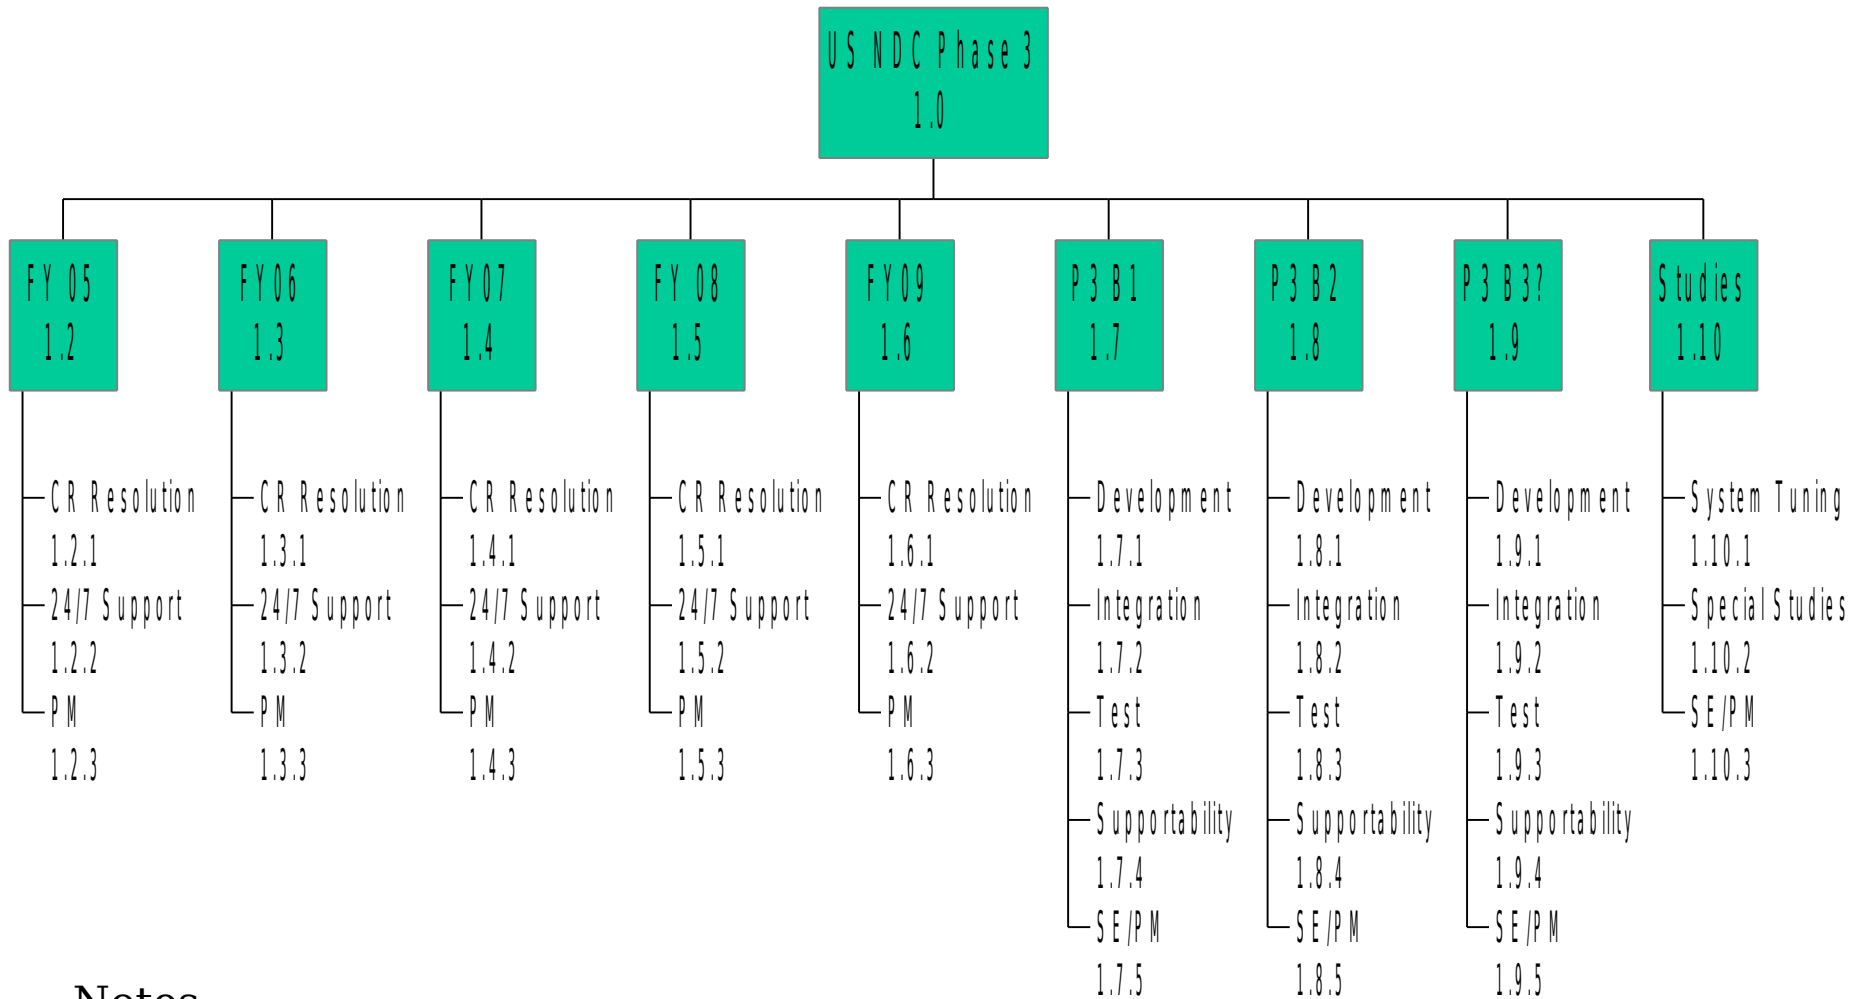 US NDC Phase 3
1.0
FY 05
1.2
FY06
1.3
FY07
1.4
FY 08
1.5
FY09
1.6
P3 B1
1.7
P3 B2
1.8
P3 B3?
1.9
Studies
1.10
CR Resolution
1.2.1
24/7 Support
1.2.2
PM
1.2.3
CR Resolution
1.3.1
24/7 Support
1.3.2
PM
1.3.3
CR Resolution
1.4.1
24/7 Support
1.4.2
PM
1.4.3
CR Resolution
1.5.1
24/7 Support
1.5.2
PM
1.5.3
CR Resolution
1.6.1
24/7 Support
1.6.2
PM
1.6.3
Development
1.7.1
Integration
1.7.2
Test
1.7.3
Supportability
1.7.4
SE/PM
1.7.5
Development
1.8.1
Integration
1.8.2
Test
1.8.3
Supportability
1.8.4
SE/PM
1.8.5
Development
1.9.1
Integration
1.9.2
Test
1.9.3
Supportability
1.9.4
SE/PM
1.9.5
System Tuning
1.10.1
Special Studies
1.10.2
SE/PM
1.10.3
Notes